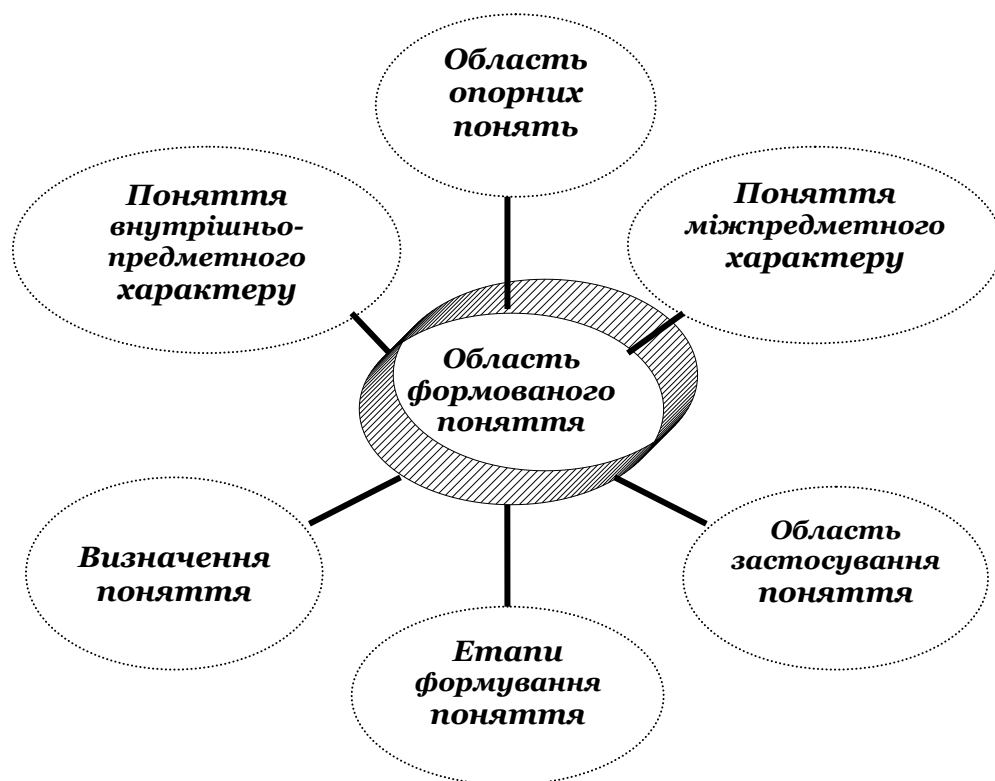 Область
опорних
понять
Поняття
внутрішньо-
предметного
характеру
Поняття
міжпредметного
характеру
Область
формованого
поняття
Визначення
поняття
Область
застосування
поняття
Етапи
формування
поняття